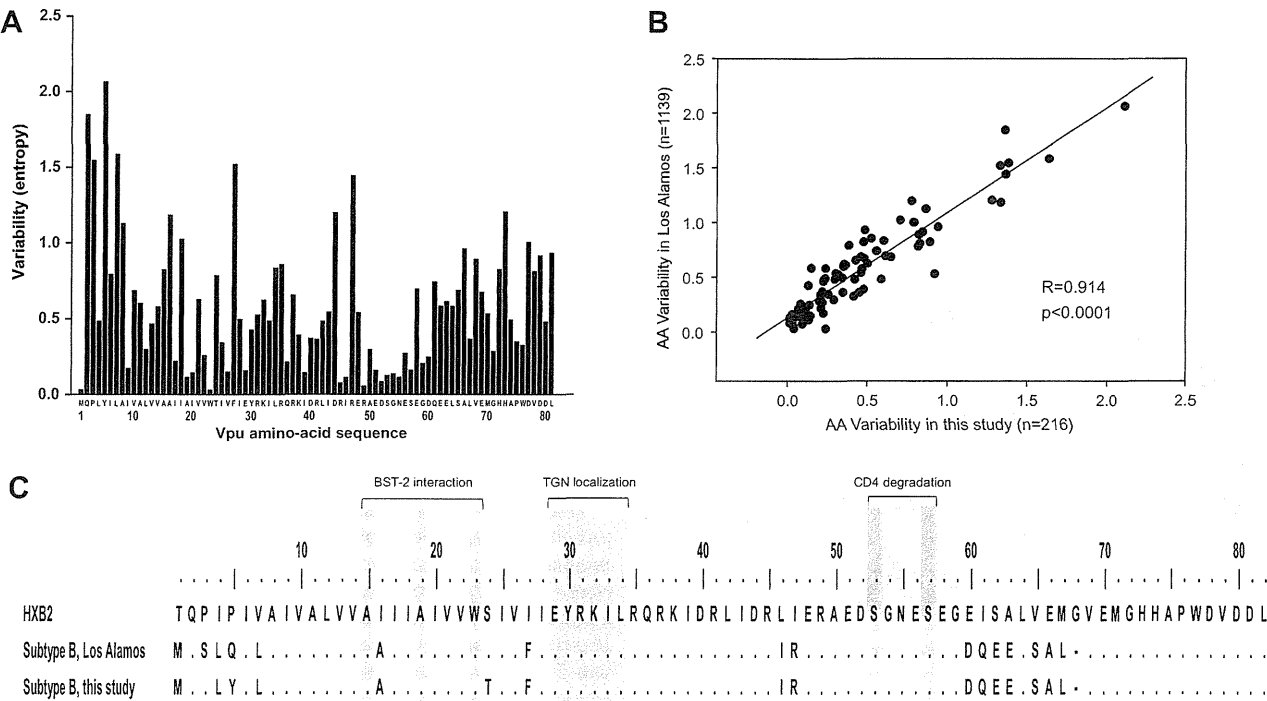 A
Variability (entropy)
2.5
2.0
1.5
1.0
0.5
0.0
MQPLYILAIVALVVAAIIAIVVWTIVFIEYRKILRQRKIDRLIDRIRERAEDSGNESEGDQEELSALVEMGHHAPWDVDDL
1 10 20 30 40 50 60 70 80
Vpu amino-acid sequence
B
AA Variability in Los Alamos (n=1139)
2.5
2.0
1.5
1.0
0.5
0.0
R=0.914
p<0.0001
0.0 0.5 1.0 1.5 2.0 2.5
AA Variability in this study (n=216)
C
BST-2 interaction TGN localization CD4 degradation
10 20 30 40 50 60 70 80
HXB2 TQPIPIVAIVALVVAIIIAIVVWSIVIIEYRKILRQRKIDRLIDRLIERAEDSGNESEGEISALVEMGVEMGHHAPWDVDDL
Subtype B, Los Alamos M.SLQ.L........A..........F..................IR............DQEE.SAL-..............
Subtype B, this study M..LY.L........A.......T..F..................IR............DQEE.SAL-..............